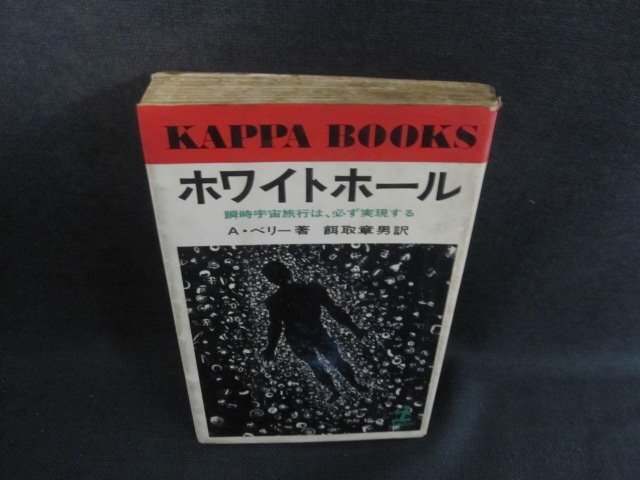 KAPPA BOOKS
ホワイトホール
瞬時宇宙旅行は、必ず実現する
A・ベリー著 餌取章男訳